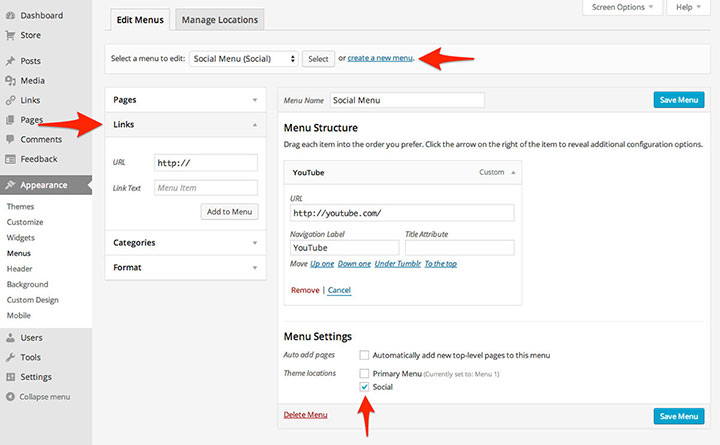 Dashboard
Store
Posts
Media
Links
Pages
Comments
Feedback
Appearance
Themes
Customize
Widgets
Menus
Header
Background
Custom Design
Mobile
Users
Tools
Settings
Collapse menu
Screen Options
Help
Edit Menus
Manage Locations
Select a menu to edit: Social Menu (Social) Select or create a new menu.
Pages
Links
URL http://
Link Text Menu Item
Add to Menu
Categories
Format
Menu Name Social Menu Save Menu
Menu Structure
Drag each item into the order you prefer. Click the arrow on the right of the item to reveal additional configuration options.
YouTube Custom
URL
http://youtube.com/
Navigation Label Title Attribute
YouTube
Move Up one Down one Under Tumblr To the top
Remove | Cancel
Menu Settings
Auto add pages Automatically add new top-level pages to this menu
Theme locations Primary Menu (Currently set to: Menu 1)
Social
Delete Menu Save Menu